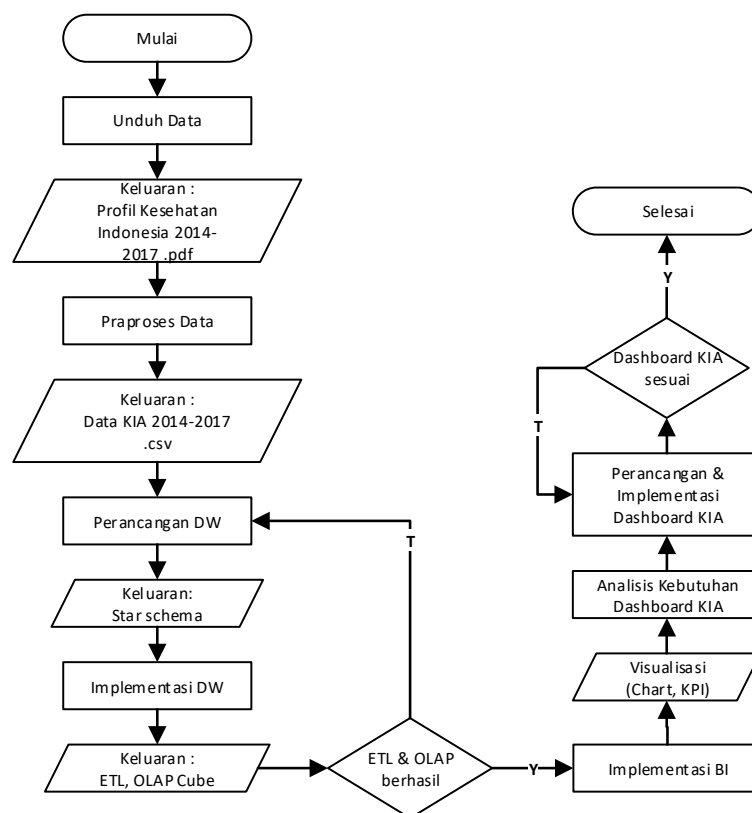 Mulai
Unduh Data
Keluaran :
Profil Kesehatan
Indonesia 2014-
2017 .pdf
Praproses Data
Keluaran :
Data KIA 2014-2017
.csv
Perancangan DW
Keluaran:
Star schema
Implementasi DW
Keluaran :
ETL, OLAP Cube
ETL & OLAP
berhasil
T
Y
Implementasi BI
Visualisasi
(Chart, KPI)
Analisis Kebutuhan
Dashboard KIA
Perancangan &
Implementasi
Dashboard KIA
Dashboard KIA
sesuai
T
Y
Selesai